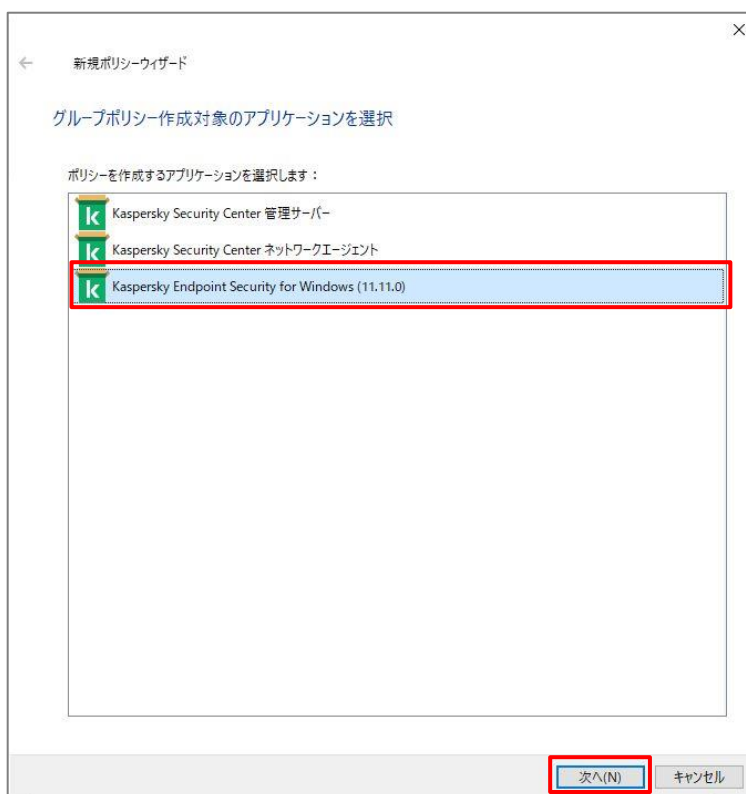 新規ポリシーウィザード
グループポリシー作成対象のアプリケーションを選択
ポリシーを作成するアプリケーションを選択します：
Kaspersky Security Center 管理サーバー
Kaspersky Security Center ネットワークエージェント
Kaspersky Endpoint Security for Windows (11.11.0)
次へ(N) キャンセル